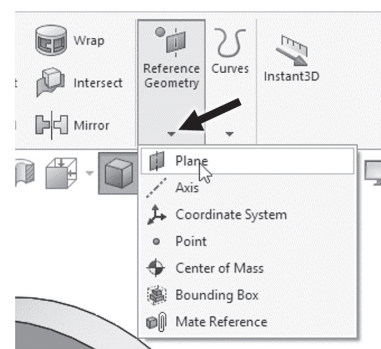 Wrap
Intersect
Mirror
Reference
Geometry
Curves
Instant3D
Plane
Axis
Coordinate System
Point
Center of Mass
Bounding Box
Mate Reference